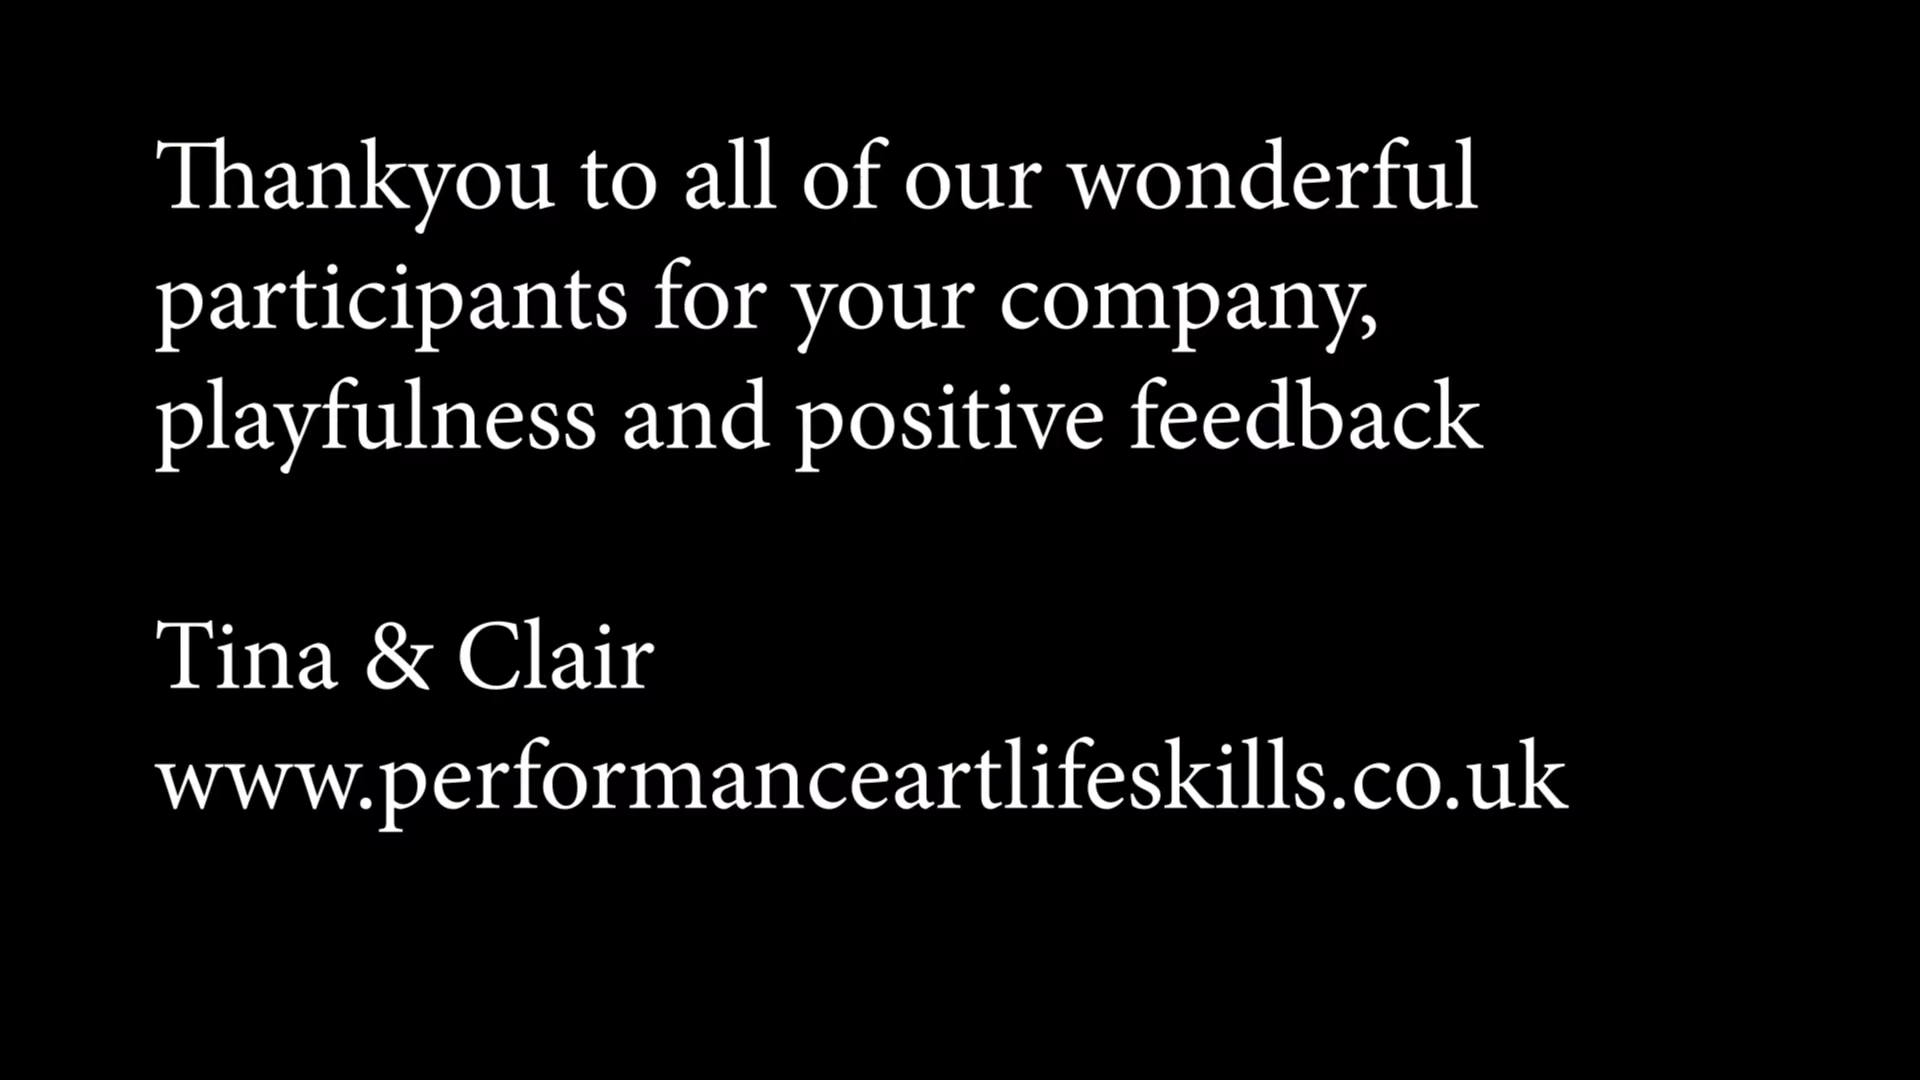 Thankyou to all of our wonderful
participants for your company,
playfulness and positive feedback
Tina & Clair
www.performanceartlifeskills.co.uk